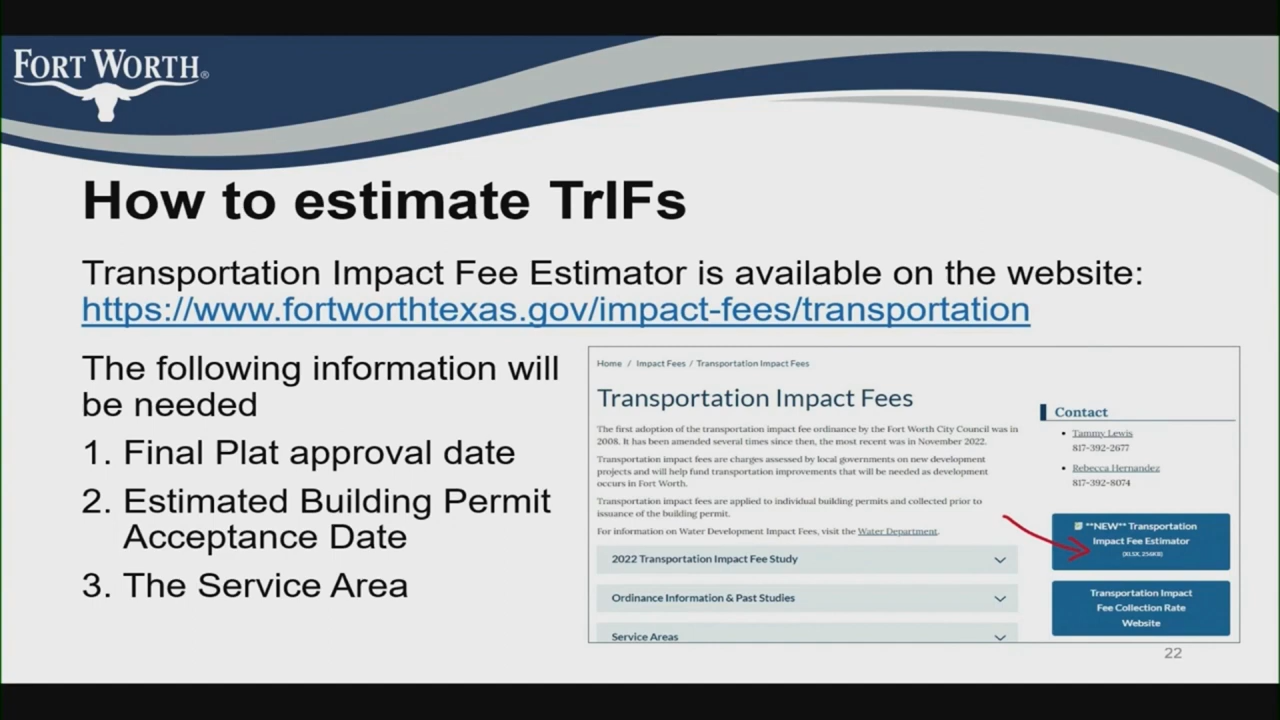 FORT WORTH®
How to estimate TrIFs
Transportation Impact Fee Estimator is available on the website:
https://www.fortworthtexas.gov/impact-fees/transportation
The following information will
be needed
1. Final Plat approval date
2. Estimated Building Permit
Acceptance Date
3. The Service Area
Home / Impact Fees / Transportation Impact Fees
Transportation Impact Fees
The first adoption of the transportation impact fee ordinance by the Fort Worth City Council was in
2008. It has been amended several times since then, the most recent was in November 2022.
Transportation impact fees are charges assessed by local governments on new development
projects and will help fund transportation improvements that will be needed as development
occurs in Fort Worth.
Transportation impact fees are applied to individual building permits and collected prior to
issuance of the building permit.
For information on Water Development Impact Fees, visit the Water Department.
2022 Transportation Impact Fee Study
Ordinance Information & Past Studies
Service Areas
Contact
• Tammy Lewis
817-392-2677
• Rebecca Hernandez
817-392-8074
**NEW** Transportation
Impact Fee Estimator
(XLSX, 256KB)
Transportation Impact
Fee Collection Rate
Website
22